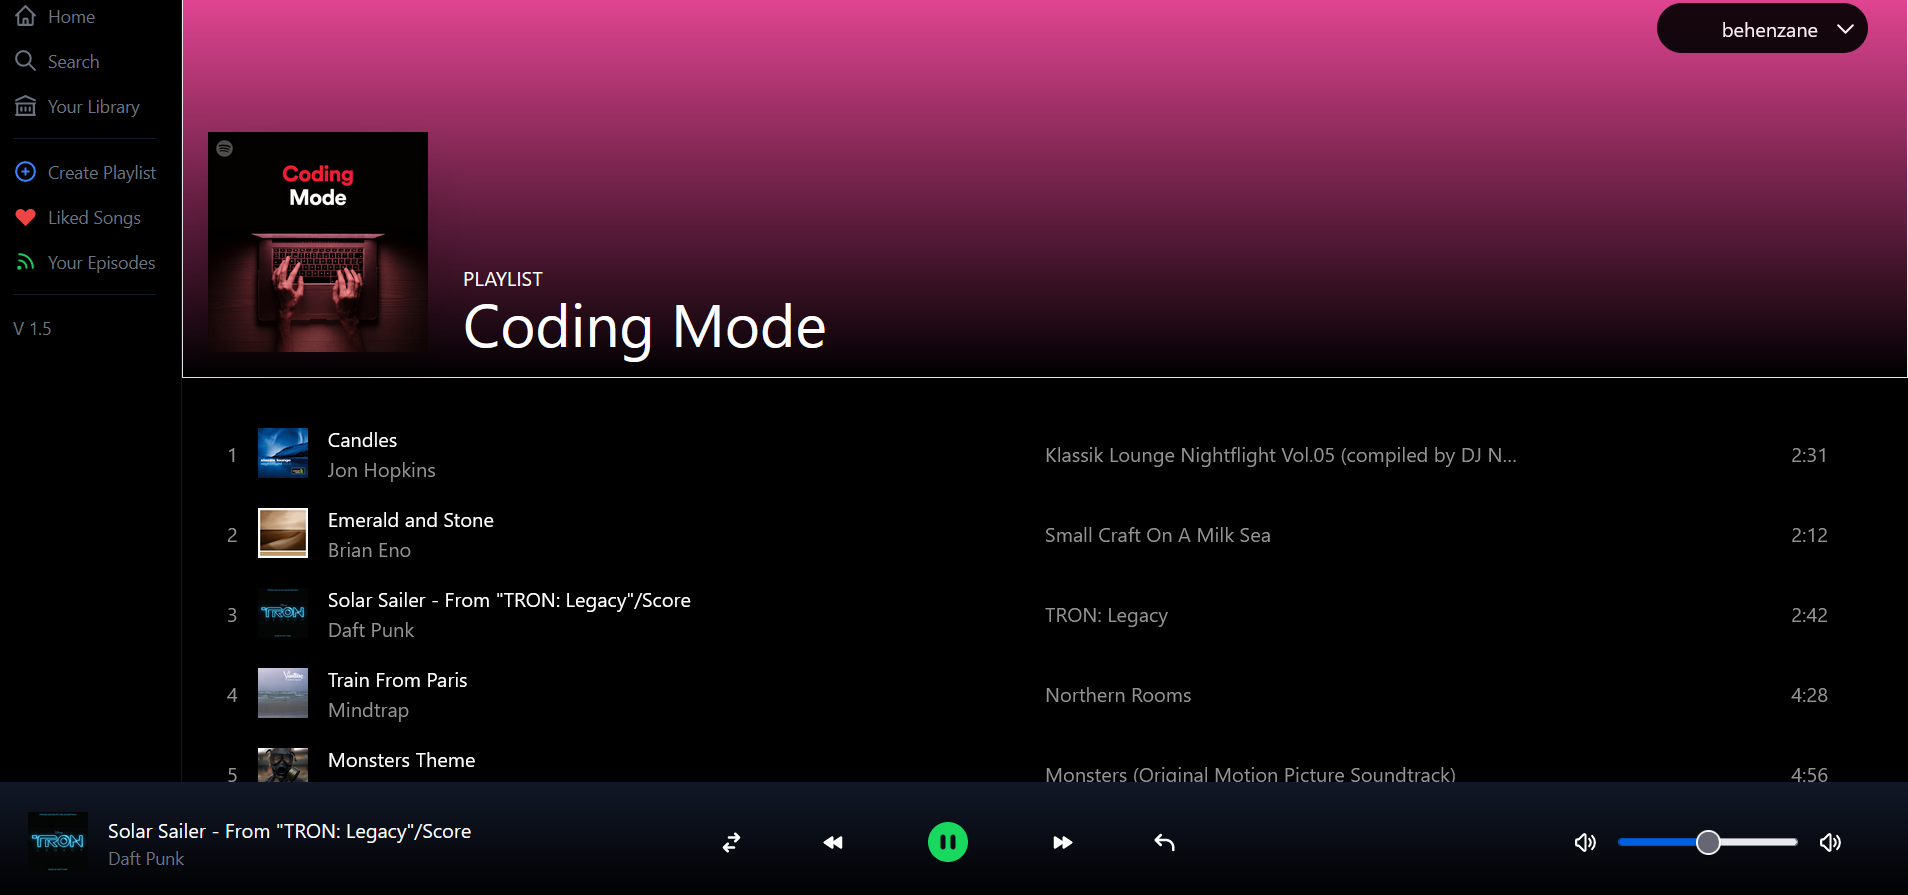 Home
Search
Your Library
Create Playlist
Liked Songs
Your Episodes
V 1.5
behenzane
Coding
Mode
PLAYLIST
Coding Mode
1
Candles
Jon Hopkins
Klassik Lounge Nightflight Vol.05 (compiled by DJ N...
2:31
2
Emerald and Stone
Brian Eno
Small Craft On A Milk Sea
2:12
3
TRON
Solar Sailer - From "TRON: Legacy"/Score
Daft Punk
TRON: Legacy
2:42
4
Train From Paris
Mindtrap
Northern Rooms
4:28
5
Monsters Theme
Monsters (Original Motion Picture Soundtrack)
4:56
TRON
Solar Sailer - From "TRON: Legacy"/Score
Daft Punk